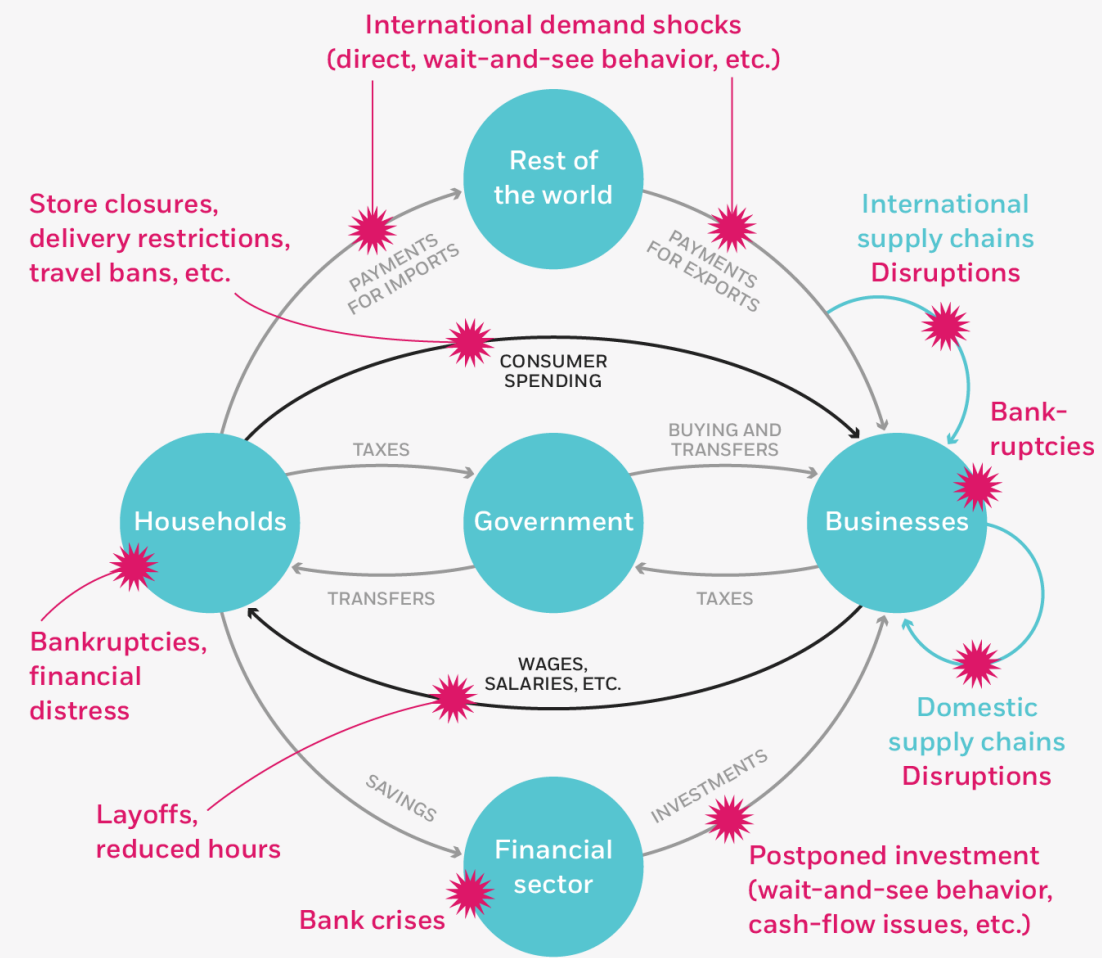 International demand shocks
(direct, wait-and-see behavior, etc.)
Rest of
the world
Store closures,
delivery restrictions,
travel bans, etc.
International
supply chains
Disruptions
PAYMENTS
FOR IMPORTS
PAYMENTS
FOR EXPORTS
CONSUMER
SPENDING
Bank-
ruptcies
TAXES
BUYING AND
TRANSFERS
Households
Government
Businesses
TRANSFERS
TAXES
Bankruptcies,
financial
distress
WAGES,
SALARIES, ETC.
Domestic
supply chains
Disruptions
Layoffs,
reduced hours
SAVINGS
INVESTMENTS
Financial
sector
Postponed investment
(wait-and-see behavior,
cash-flow issues, etc.)
Bank crises